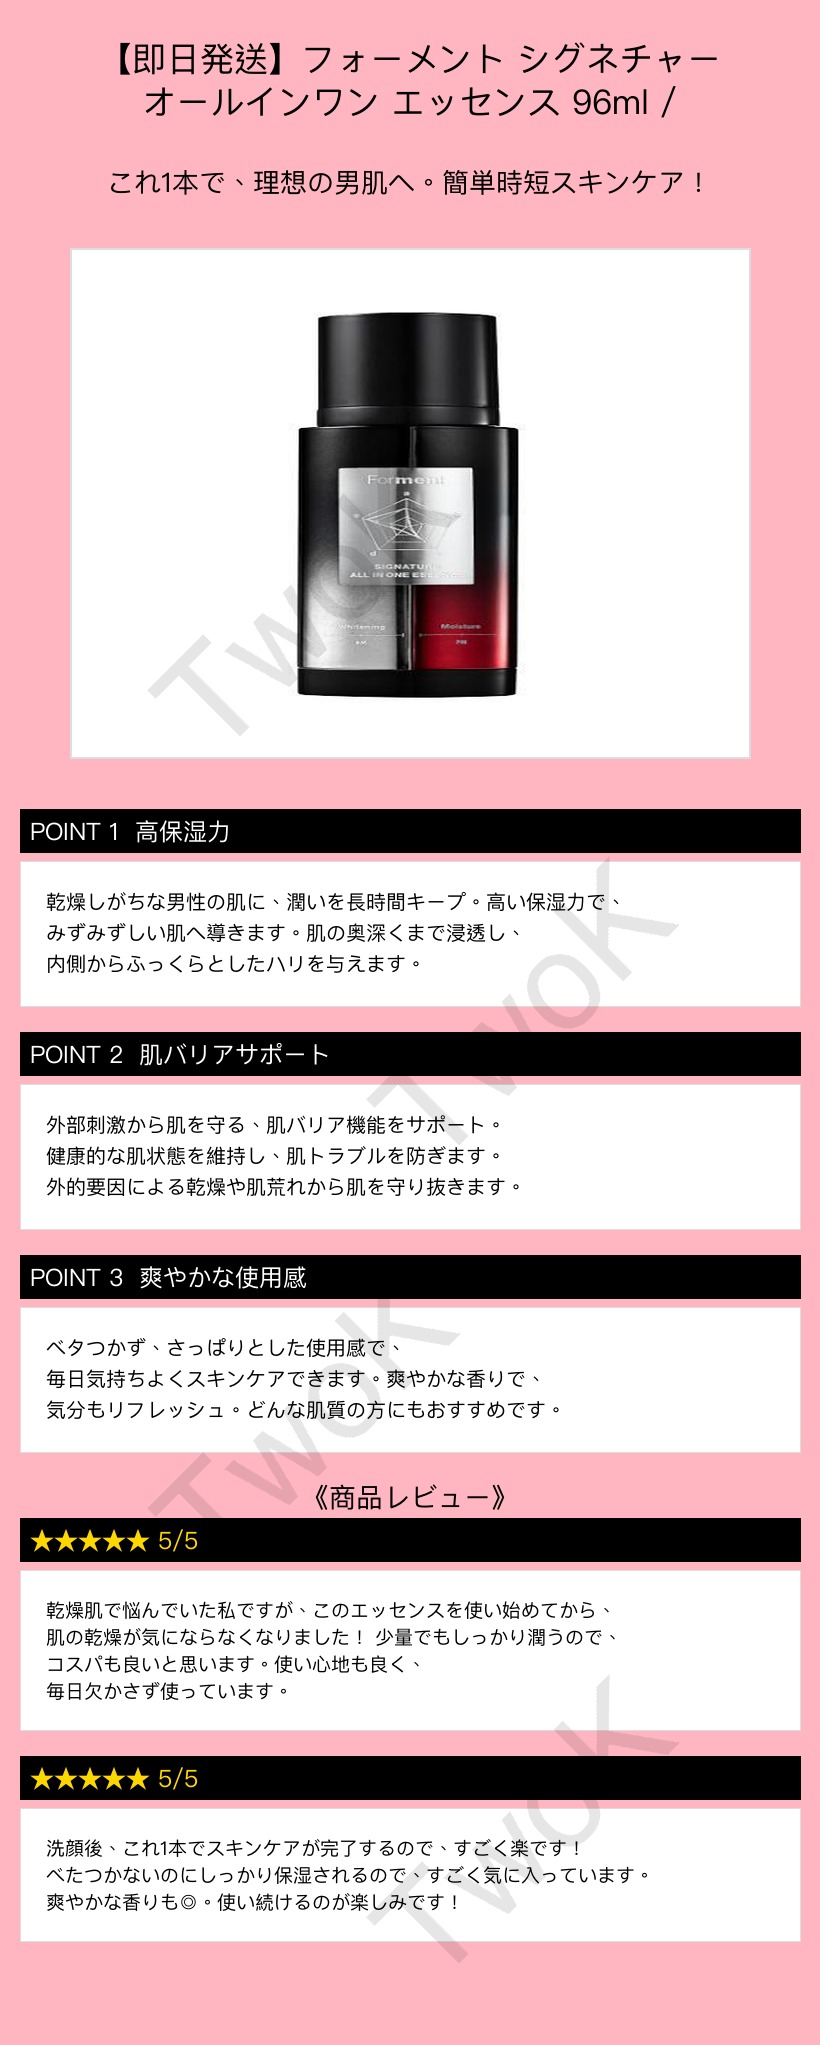 【即日発送】フォーメント シグネチャー
オールインワン エッセンス 96ml /
これ1本で、理想の男肌へ。簡単時短スキンケア！
Forment
a
d
SIGNATURE
ALL IN ONE ESSENCE
Whitening
Moisture
AM
PM
POINT 1 高保湿力
乾燥しがちな男性の肌に、潤いを長時間キープ。高い保湿力で、
みずみずしい肌へ導きます。肌の奥深くまで浸透し、
内側からふっくらとしたハリを与えます。
POINT 2 肌バリアサポート
外部刺激から肌を守る、肌バリア機能をサポート。
健康的な肌状態を維持し、肌トラブルを防ぎます。
外的要因による乾燥や肌荒れから肌を守り抜きます。
POINT 3 爽やかな使用感
ベタつかず、さっぱりとした使用感で、
毎日気持ちよくスキンケアできます。爽やかな香りで、
気分もリフレッシュ。どんな肌質の方にもおすすめです。
《商品レビュー》
★★★★★ 5/5
乾燥肌で悩んでいた私ですが、このエッセンスを使い始めてから、
肌の乾燥が気にならなくなりました！ 少量でもしっかり潤うので、
コスパも良いと思います。使い心地も良く、
毎日欠かさず使っています。
★★★★★ 5/5
洗顔後、これ1本でスキンケアが完了するので、すごく楽です！
べたつかないのにしっかり保湿されるので、すごく気に入っています。
爽やかな香りも◎。使い続けるのが楽しみです！
TwoK
TwoK
TwoK
TwoK